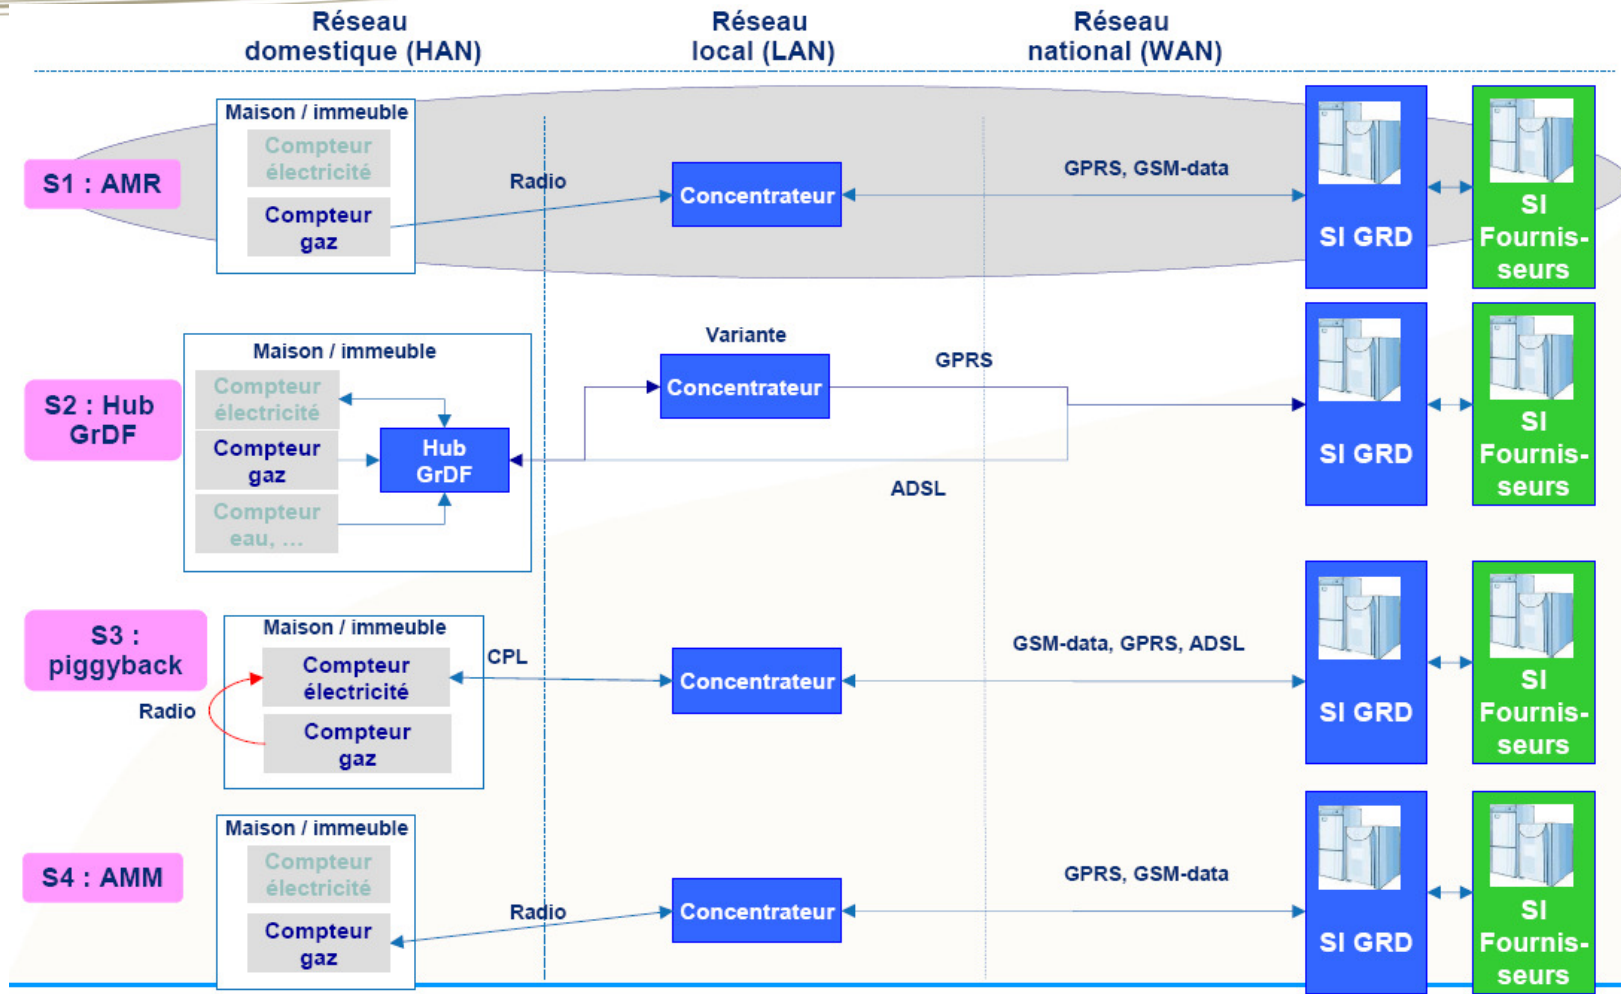 Réseau
domestique (HAN)
Réseau
local (LAN)
Réseau
national (WAN)
S1 : AMR
Maison / immeuble
Compteur
électricité
Compteur
gaz
Radio
Concentrateur
GPRS, GSM-data
SI GRD
SI
Fournis-
seurs
S2 : Hub
GrDF
Maison / immeuble
Compteur
électricité
Compteur
gaz
Compteur
eau, ...
Hub
GrDF
Variante
Concentrateur
GPRS
ADSL
SI GRD
SI
Fournis-
seurs
S3 :
piggyback
Radio
Maison / immeuble
Compteur
électricité
Compteur
gaz
CPL
Concentrateur
GSM-data, GPRS, ADSL
SI GRD
SI
Fournis-
seurs
S4 : AMM
Maison / immeuble
Compteur
électricité
Compteur
gaz
Radio
Concentrateur
GPRS, GSM-data
SI GRD
SI
Fournis-
seurs